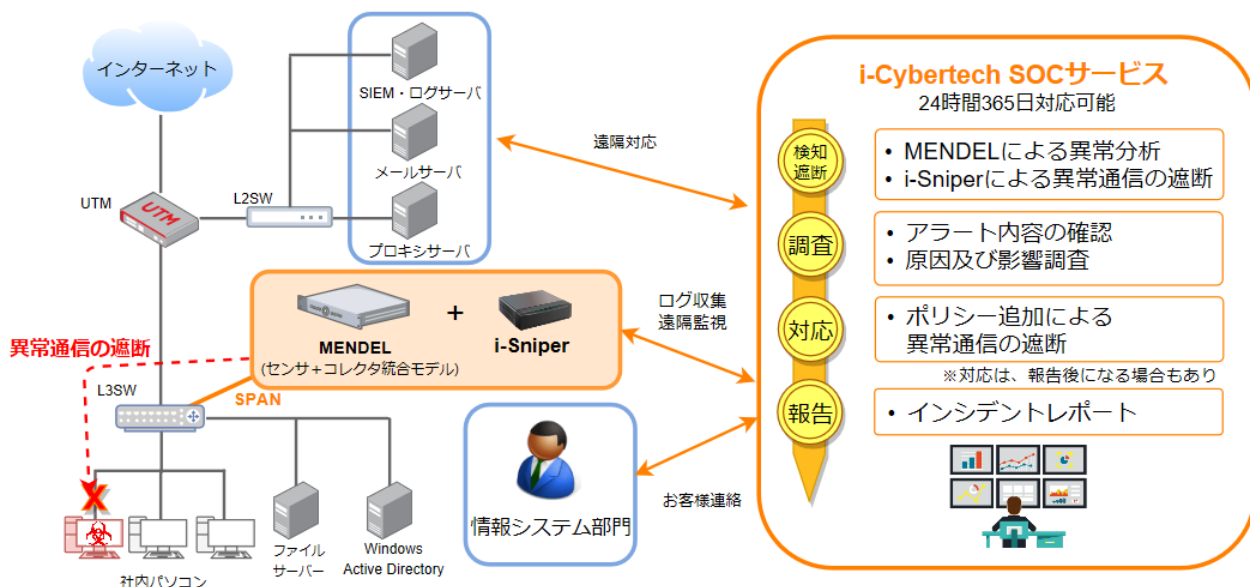 インターネット
SIEM・ログサーバ
メールサーバ
プロキシサーバ
UTM
UTM
L2SW
遠隔対応
MENDEL
(センサ＋コレクタ統合モデル)
+
i-Sniper
ログ収集
遠隔監視
異常通信の遮断
L3SW
SPAN
情報システム部門
お客様連絡
ファイル
サーバー
Windows
Active Directory
社内パソコン
i-Cybertech SOCサービス
24時間365日対応可能
検知
遮断
• MENDELによる異常分析
• i-Sniperによる異常通信の遮断
調査
• アラート内容の確認
• 原因及び影響調査
対応
• ポリシー追加による
異常通信の遮断
※対応は、報告後になる場合もあり
報告
• インシデントレポート